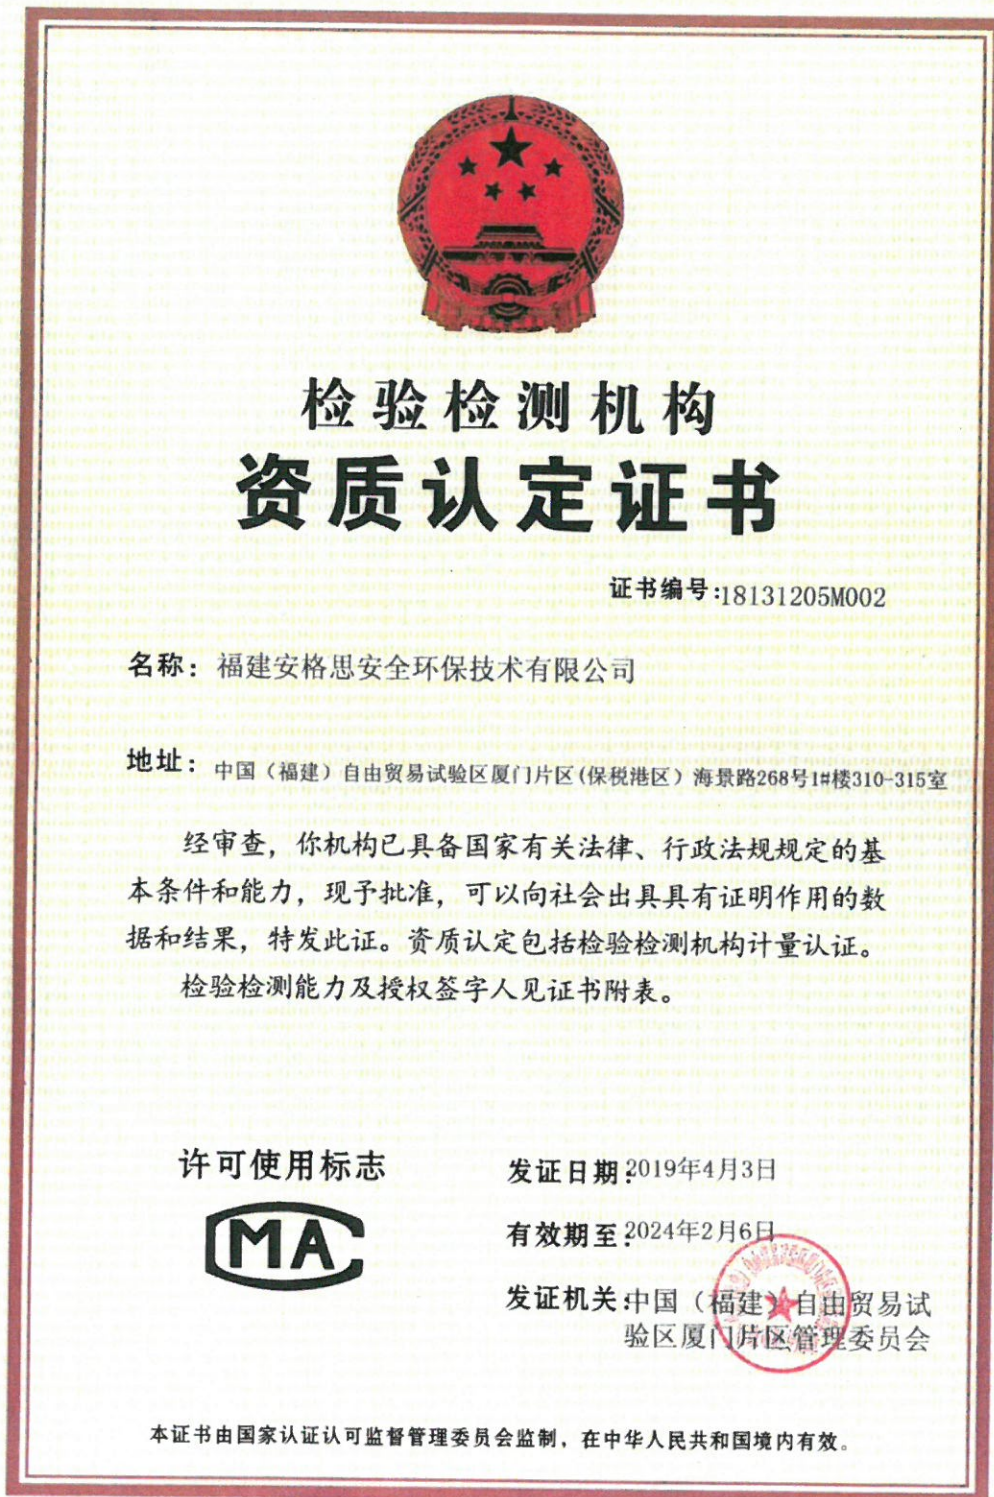 检验检测机构
资质认定证书
证书编号:18131205M002
名称：福建安格思安全环保技术有限公司
地址：中国（福建）自由贸易试验区厦门片区(保税港区）海景路268号1#楼310-315室
经审查，你机构已具备国家有关法律、行政法规规定的基
本条件和能力，现予批准，可以向社会出具具有证明作用的数
据和结果，特发此证。资质认定包括检验检测机构计量认证。
检验检测能力及授权签字人见证书附表。
许可使用标志
MA
发证日期:2019年4月3日
有效期至:2024年2月6日
发证机关:中国（福建）自由贸易试
验区厦门片区管理委员会
本证书由国家认证认可监督管理委员会监制，在中华人民共和国境内有效。